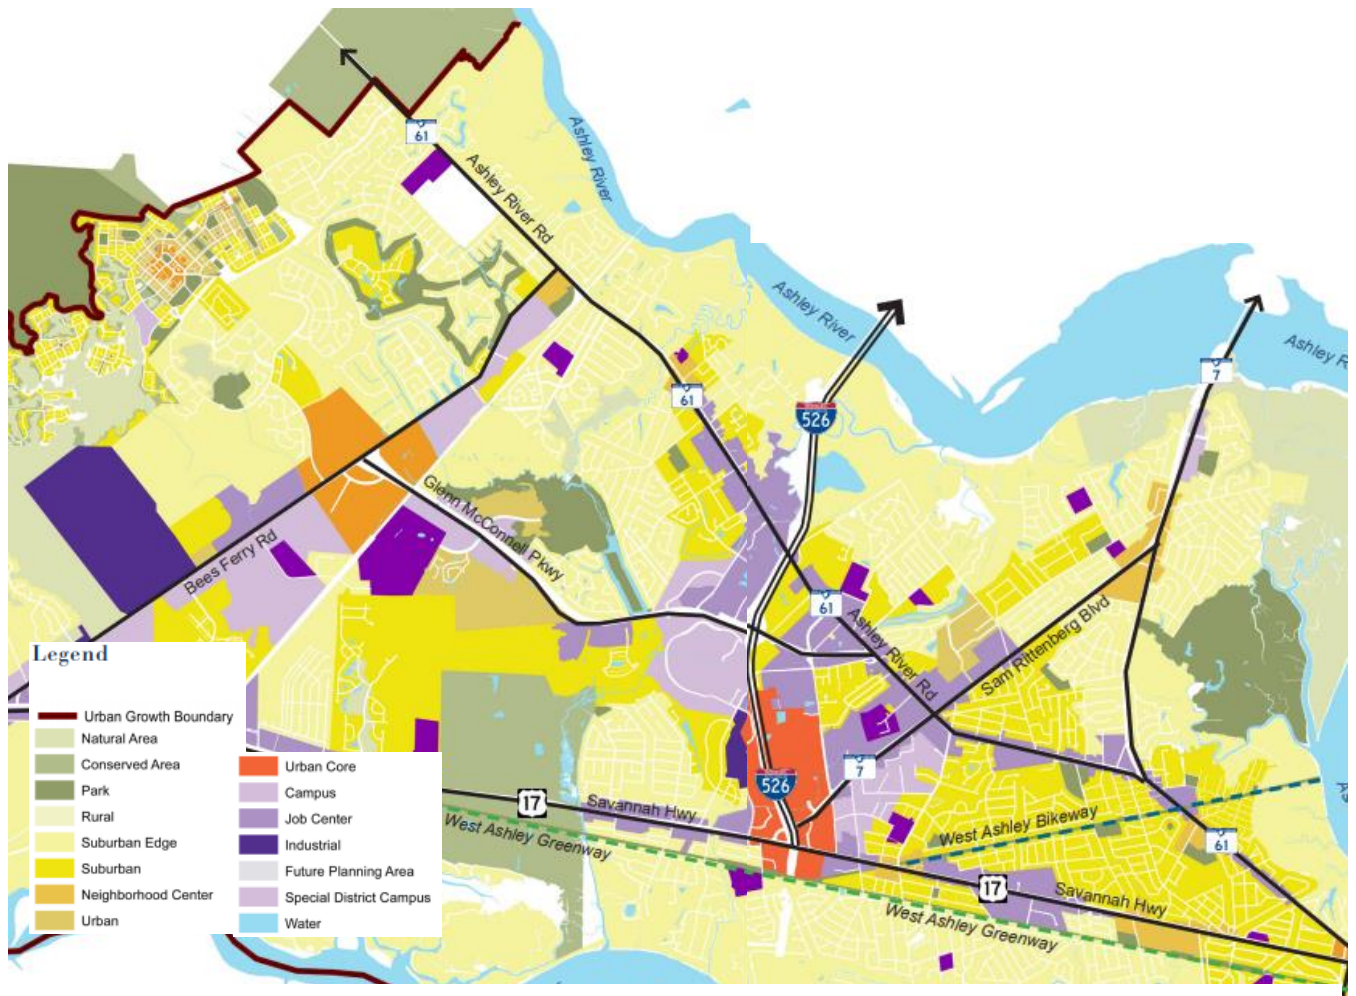 61
Ashley River Rd
Ashley River
Ashley River
Ashley R
7
61
526
Glenn McConnell Pkwy
Bees Ferry Rd
61
Ashley River Rd
Sam Rittenberg Blvd
Legend
Urban Growth Boundary
Natural Area
Conserved Area
Park
Rural
Suburban Edge
Suburban
Neighborhood Center
Urban
Urban Core
Campus
Job Center
Industrial
Future Planning Area
Special District Campus
Water
526
7
17
Savannah Hwy
West Ashley Greenway
West Ashley Bikeway
61
17
Savannah Hwy
West Ashley Greenway
As